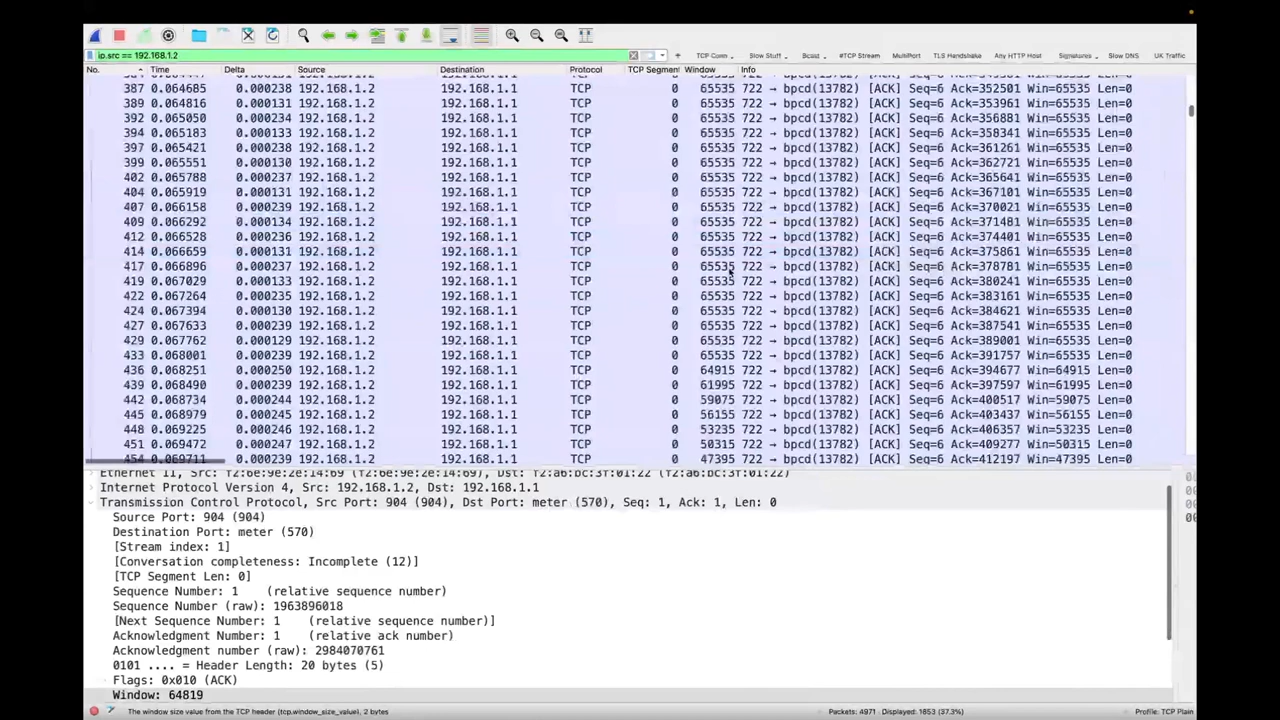 ip.src == 192.168.1.2
TCP Conn Slow Stuff Bcast #TCP Stream MultiPort TLS Handshake Any HTTP Host Signatures Slow DNS UK Traffic
No. Time Delta Source Destination Protocol TCP Segment Window Info
387 0.064685 0.000238 192.168.1.2 192.168.1.1 TCP 0 65535 722 → bpcd(13782) [ACK] Seq=6 Ack=352501 Win=65535 Len=0
389 0.064816 0.000131 192.168.1.2 192.168.1.1 TCP 0 65535 722 → bpcd(13782) [ACK] Seq=6 Ack=353961 Win=65535 Len=0
392 0.065050 0.000234 192.168.1.2 192.168.1.1 TCP 0 65535 722 → bpcd(13782) [ACK] Seq=6 Ack=356881 Win=65535 Len=0
394 0.065183 0.000133 192.168.1.2 192.168.1.1 TCP 0 65535 722 → bpcd(13782) [ACK] Seq=6 Ack=358341 Win=65535 Len=0
397 0.065421 0.000238 192.168.1.2 192.168.1.1 TCP 0 65535 722 → bpcd(13782) [ACK] Seq=6 Ack=361261 Win=65535 Len=0
399 0.065551 0.000130 192.168.1.2 192.168.1.1 TCP 0 65535 722 → bpcd(13782) [ACK] Seq=6 Ack=362721 Win=65535 Len=0
402 0.065788 0.000237 192.168.1.2 192.168.1.1 TCP 0 65535 722 → bpcd(13782) [ACK] Seq=6 Ack=365641 Win=65535 Len=0
404 0.065919 0.000131 192.168.1.2 192.168.1.1 TCP 0 65535 722 → bpcd(13782) [ACK] Seq=6 Ack=367101 Win=65535 Len=0
407 0.066158 0.000239 192.168.1.2 192.168.1.1 TCP 0 65535 722 → bpcd(13782) [ACK] Seq=6 Ack=370021 Win=65535 Len=0
409 0.066292 0.000134 192.168.1.2 192.168.1.1 TCP 0 65535 722 → bpcd(13782) [ACK] Seq=6 Ack=371481 Win=65535 Len=0
412 0.066528 0.000236 192.168.1.2 192.168.1.1 TCP 0 65535 722 → bpcd(13782) [ACK] Seq=6 Ack=374401 Win=65535 Len=0
414 0.066659 0.000131 192.168.1.2 192.168.1.1 TCP 0 65535 722 → bpcd(13782) [ACK] Seq=6 Ack=375861 Win=65535 Len=0
417 0.066896 0.000237 192.168.1.2 192.168.1.1 TCP 0 65535 722 → bpcd(13782) [ACK] Seq=6 Ack=378781 Win=65535 Len=0
419 0.067029 0.000133 192.168.1.2 192.168.1.1 TCP 0 65535 722 → bpcd(13782) [ACK] Seq=6 Ack=380241 Win=65535 Len=0
422 0.067264 0.000235 192.168.1.2 192.168.1.1 TCP 0 65535 722 → bpcd(13782) [ACK] Seq=6 Ack=383161 Win=65535 Len=0
424 0.067394 0.000130 192.168.1.2 192.168.1.1 TCP 0 65535 722 → bpcd(13782) [ACK] Seq=6 Ack=384621 Win=65535 Len=0
427 0.067633 0.000239 192.168.1.2 192.168.1.1 TCP 0 65535 722 → bpcd(13782) [ACK] Seq=6 Ack=387541 Win=65535 Len=0
429 0.067762 0.000129 192.168.1.2 192.168.1.1 TCP 0 65535 722 → bpcd(13782) [ACK] Seq=6 Ack=389001 Win=65535 Len=0
433 0.068001 0.000239 192.168.1.2 192.168.1.1 TCP 0 65535 722 → bpcd(13782) [ACK] Seq=6 Ack=391757 Win=65535 Len=0
436 0.068251 0.000250 192.168.1.2 192.168.1.1 TCP 0 64915 722 → bpcd(13782) [ACK] Seq=6 Ack=394677 Win=64915 Len=0
439 0.068490 0.000239 192.168.1.2 192.168.1.1 TCP 0 61995 722 → bpcd(13782) [ACK] Seq=6 Ack=397597 Win=61995 Len=0
442 0.068734 0.000244 192.168.1.2 192.168.1.1 TCP 0 59075 722 → bpcd(13782) [ACK] Seq=6 Ack=400517 Win=59075 Len=0
445 0.068979 0.000245 192.168.1.2 192.168.1.1 TCP 0 56155 722 → bpcd(13782) [ACK] Seq=6 Ack=403437 Win=56155 Len=0
448 0.069225 0.000246 192.168.1.2 192.168.1.1 TCP 0 53235 722 → bpcd(13782) [ACK] Seq=6 Ack=406357 Win=53235 Len=0
451 0.069472 0.000247 192.168.1.2 192.168.1.1 TCP 0 50315 722 → bpcd(13782) [ACK] Seq=6 Ack=409277 Win=50315 Len=0
454 0.069711 0.000239 192.168.1.2 192.168.1.1 TCP 0 47395 722 → bpcd(13782) [ACK] Seq=6 Ack=412197 Win=47395 Len=0
Ethernet II, Src: f2:6e:9e:2e:14:69 (f2:6e:9e:2e:14:69), Dst: f2:a6:bc:3f:01:22 (f2:a6:bc:3f:01:22)
Internet Protocol Version 4, Src: 192.168.1.2, Dst: 192.168.1.1
Transmission Control Protocol, Src Port: 904 (904), Dst Port: meter (570), Seq: 1, Ack: 1, Len: 0
Source Port: 904 (904)
Destination Port: meter (570)
[Stream index: 1]
[Conversation completeness: Incomplete (12)]
[TCP Segment Len: 0]
Sequence Number: 1 (relative sequence number)
Sequence Number (raw): 1963896018
[Next Sequence Number: 1 (relative sequence number)]
Acknowledgment Number: 1 (relative ack number)
Acknowledgment number (raw): 2984070761
0101 .... = Header Length: 20 bytes (5)
Flags: 0x010 (ACK)
Window: 64819
The window size value from the TCP header (tcp.window_size_value), 2 bytes
Packets: 4971 · Displayed: 1853 (37.3%)
Profile: TCP Plain